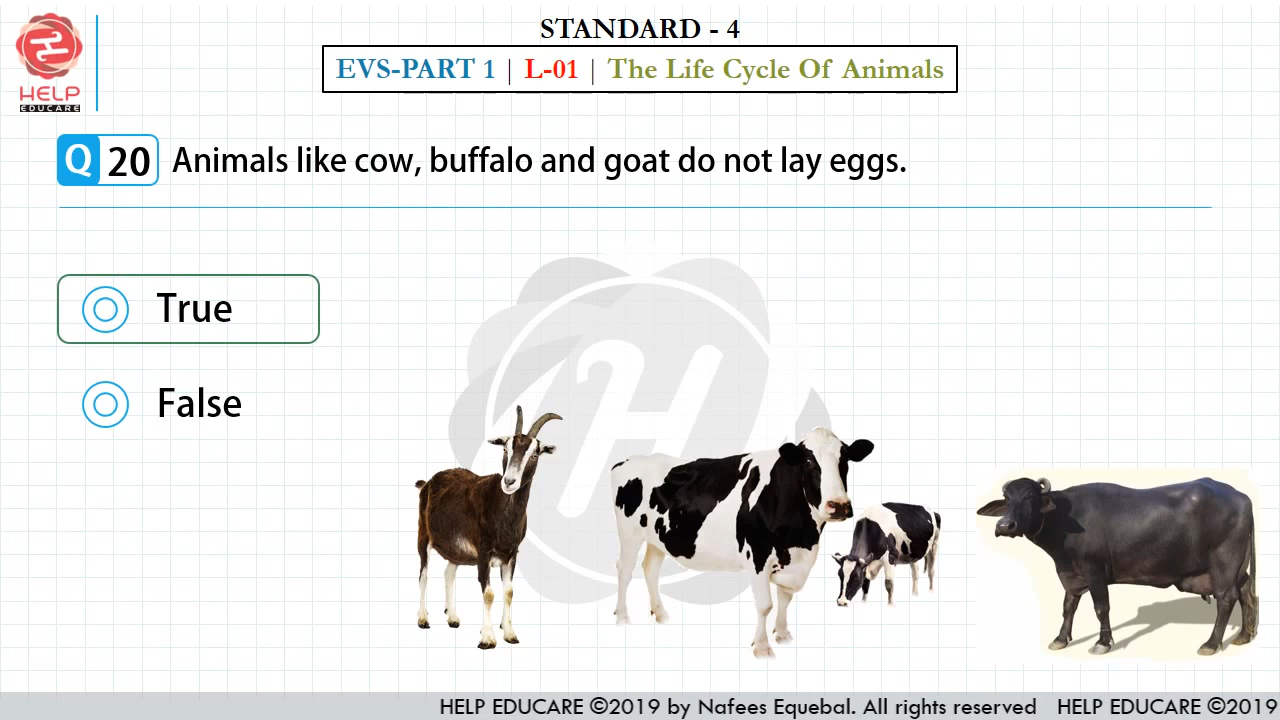 STANDARD - 4
EVS-PART 1 | L-01 | The Life Cycle Of Animals
HELP
EDUCARE
Q 20 Animals like cow, buffalo and goat do not lay eggs.
True
False
HELP EDUCARE ©2019 by Nafees Equebal. All rights reserved HELP EDUCARE ©2019